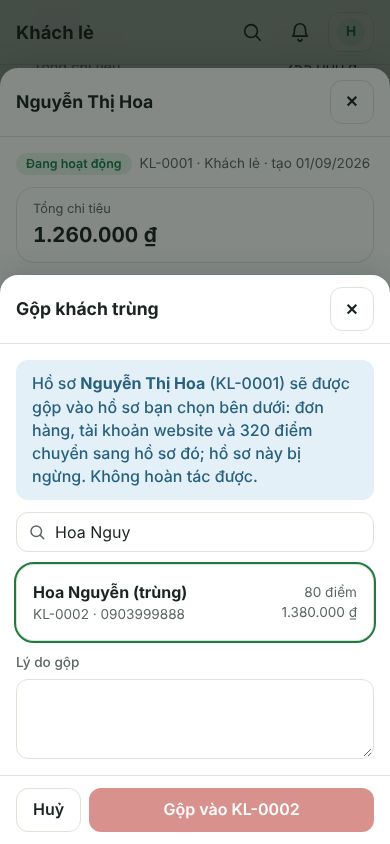 Khách lẻ
H
Nguyễn Thị Hoa
Đang hoạt động KL-0001 · Khách lẻ · tạo 01/09/2026
Tổng chi tiêu
1.260.000 ₫
Gộp khách trùng
Hồ sơ Nguyễn Thị Hoa (KL-0001) sẽ được
gộp vào hồ sơ bạn chọn bên dưới: đơn
hàng, tài khoản website và 320 điểm
chuyển sang hồ sơ đó; hồ sơ này bị
ngừng. Không hoàn tác được.
Hoa Nguy
Hoa Nguyễn (trùng) 80 điểm
KL-0002 · 0903999888 1.380.000 ₫
Lý do gộp
Huỷ Gộp vào KL-0002